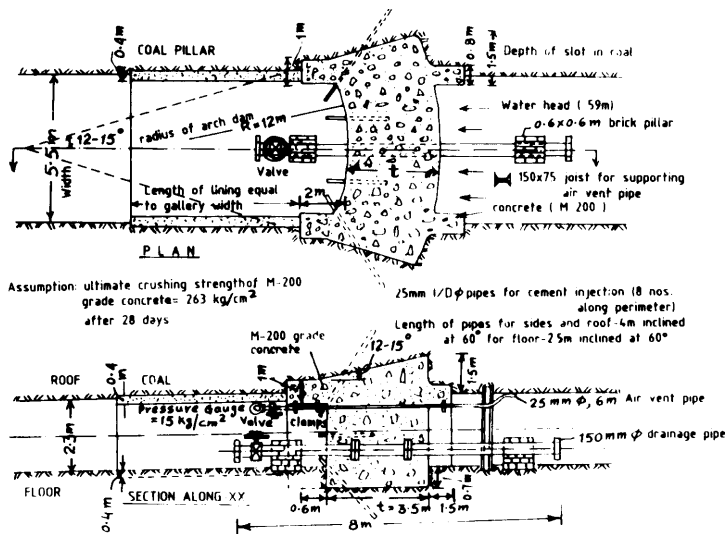 0.4m
COAL PILLAR
1m
0.8m
1.5m
Depth of slot in coal
radius of arch dam
R=12m
Water head (59m)
0.6x0.6m brick pillar
12-15°
5.5m
Width
Valve
t
150x75 joist for supporting
air vent pipe
Length of lining equal
to gallery width
2m
concrete (M 200)
PLAN
Assumption: ultimate crushing strength of M-200
grade concrete= 263 kg/cm²
after 28 days
25mm I/D φ pipes for cement injection (8 nos.
along perimeter)
Length of pipes for sides and roof-4m inclined
at 60° for floor-2.5m inclined at 60°
M-200 grade
concrete
12-15°
ROOF
0.4
m
COAL
1m
1.5m
Pressure Gauge
=15 kg/cm²
Valve
clamps
25 mm φ, 6m Air vent pipe
2.3m
150mm φ drainage pipe
FLOOR
0.4m
SECTION ALONG XX
0.6m
t=3.5m
1.5m
0.7m
8m